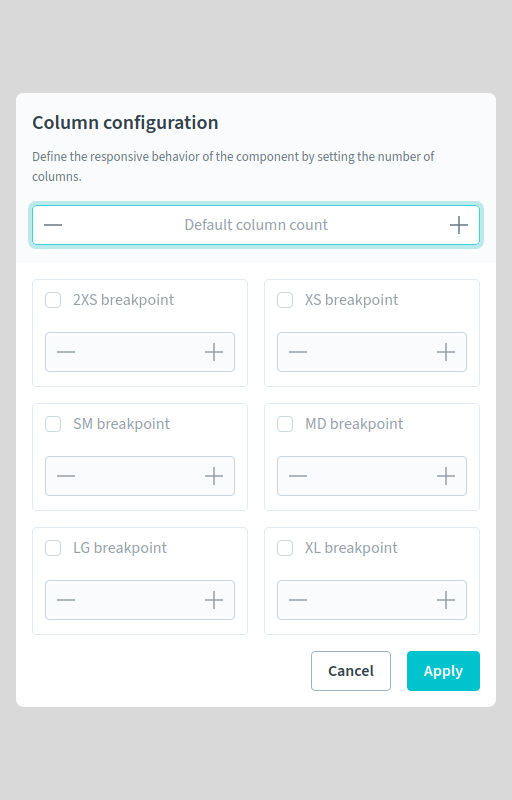 Column configuration
Define the responsive behavior of the component by setting the number of
columns.
Default column count
2XS breakpoint
XS breakpoint
SM breakpoint
MD breakpoint
LG breakpoint
XL breakpoint
Cancel
Apply